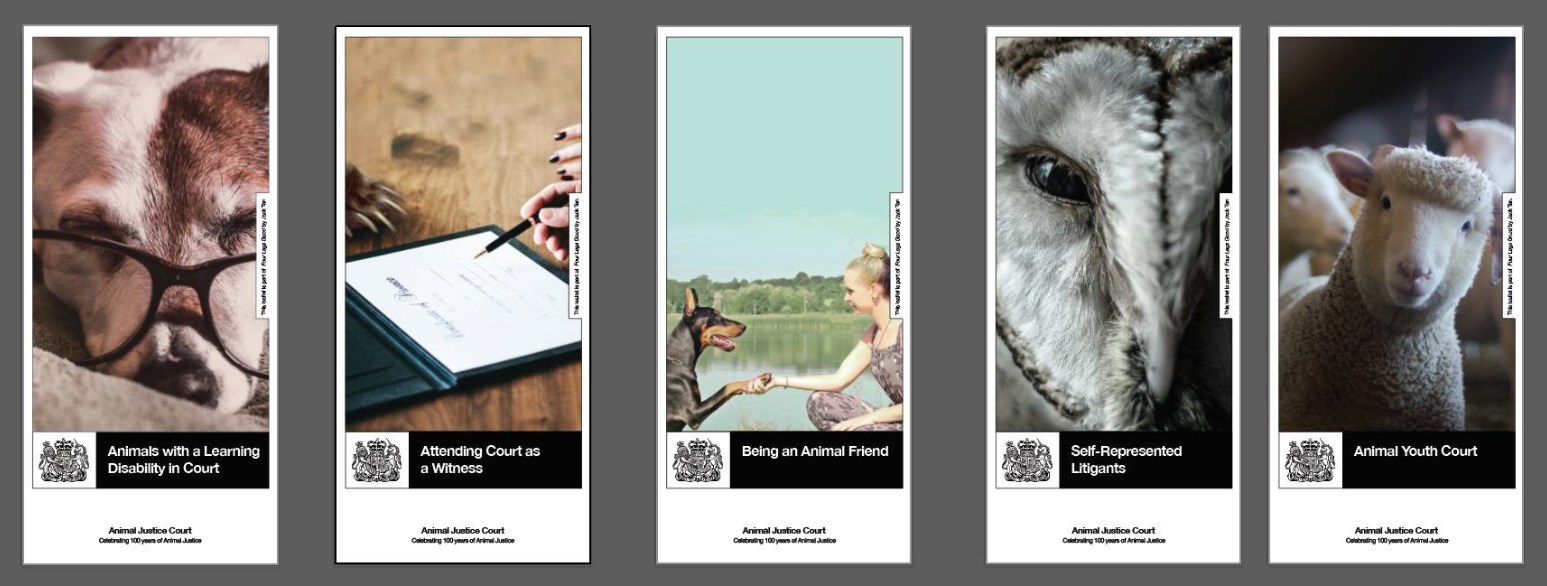 This leaflet is part of Four Legs Good by Jack Tan.
Animals with a Learning
Disability in Court
Animal Justice Court
Celebrating 100 years of Animal Justice
This leaflet is part of Four Legs Good by Jack Tan.
Attending Court as
a Witness
Animal Justice Court
Celebrating 100 years of Animal Justice
This leaflet is part of Four Legs Good by Jack Tan.
Being an Animal Friend
Animal Justice Court
Celebrating 100 years of Animal Justice
This leaflet is part of Four Legs Good by Jack Tan.
Self-Represented
Litigants
Animal Justice Court
Celebrating 100 years of Animal Justice
This leaflet is part of Four Legs Good by Jack Tan.
Animal Youth Court
Animal Justice Court
Celebrating 100 years of Animal Justice